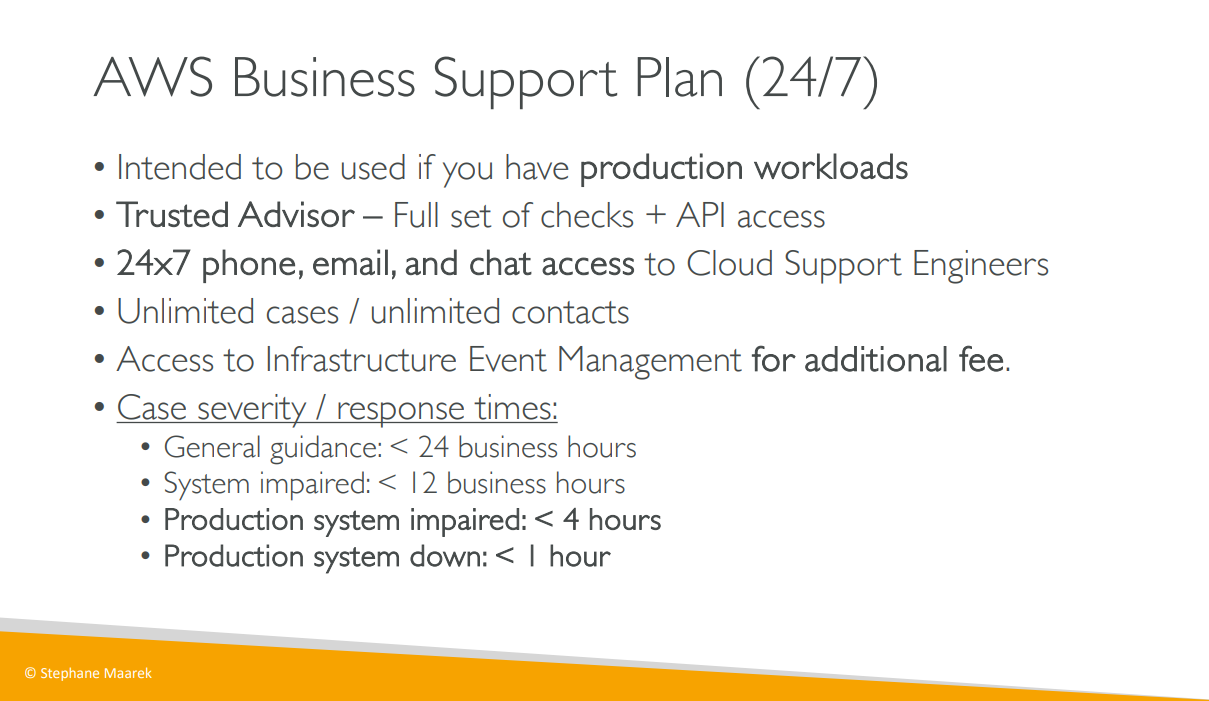 AWS Business Support Plan (24/7)
• Intended to be used if you have production workloads
• Trusted Advisor – Full set of checks + API access
• 24x7 phone, email, and chat access to Cloud Support Engineers
• Unlimited cases / unlimited contacts
• Access to Infrastructure Event Management for additional fee.
• Case severity / response times:
• General guidance: < 24 business hours
• System impaired: < 12 business hours
• Production system impaired: < 4 hours
• Production system down: < 1 hour
© Stephane Maarek